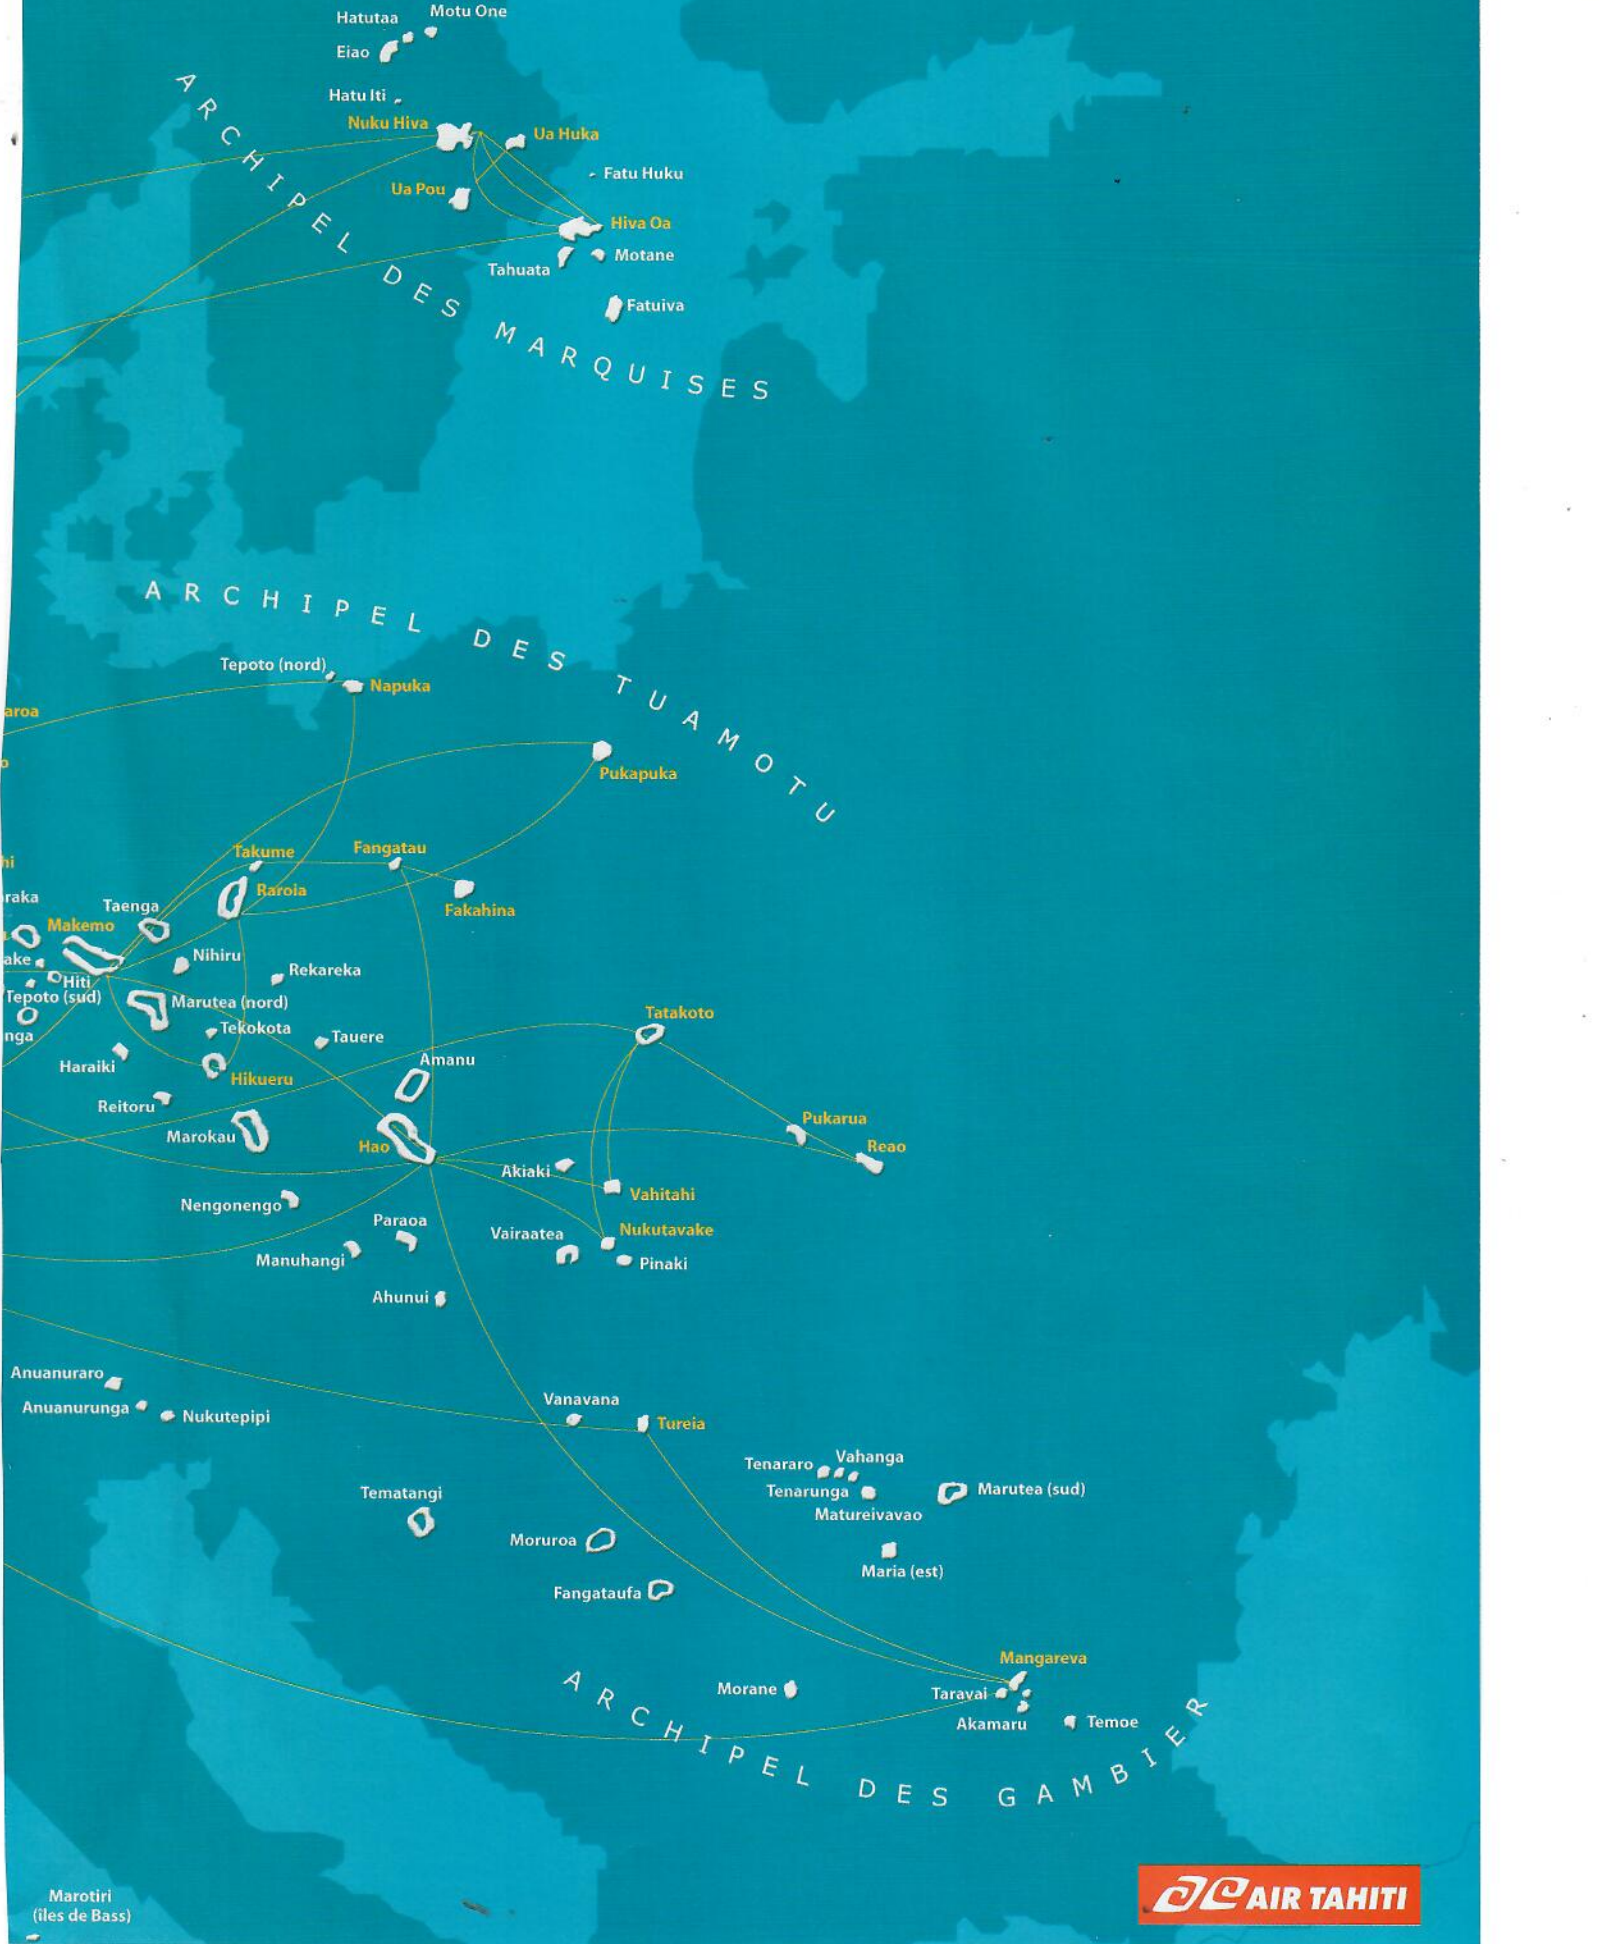 Motu One
Hatutaa
Eiao
Hatu Iti
Nuku Hiva
Ua Huka
Fatu Huku
Ua Pou
Hiva Oa
Motane
Tahuata
Fatuiva
ARCHIPEL DES MARQUISES
ARCHIPEL DES TUAMOTU
Tepoto (nord)
Napuka
aroa
o
Pukapuka
Takume
Fangatau
hi
Raroia
raka
Taenga
Fakahina
Makemo
ake
Nihiru
Rekareka
Hiti
Tepoto (sud)
Marutea (nord)
Tatakoto
Tekokota
nga
Tauere
Amanu
Haraiki
Hikueru
Reitoru
Pukarua
Marokau
Hao
Reao
Akiaki
Vahitahi
Nengonengo
Paraoa
Vairaatea
Nukutavake
Manuhangi
Pinaki
Ahunui
Anuanuraro
Anuanurunga
Nukutepipi
Vanavana
Tureia
Tenararo
Vahanga
Tenarunga
Marutea (sud)
Matureivavao
Tematangi
Moruroa
Maria (est)
Fangataufa
Mangareva
Morane
Taravai
Akamaru
Temoe
ARCHIPEL DES GAMBIER
AIR TAHITI
Marotiri
(îles de Bass)